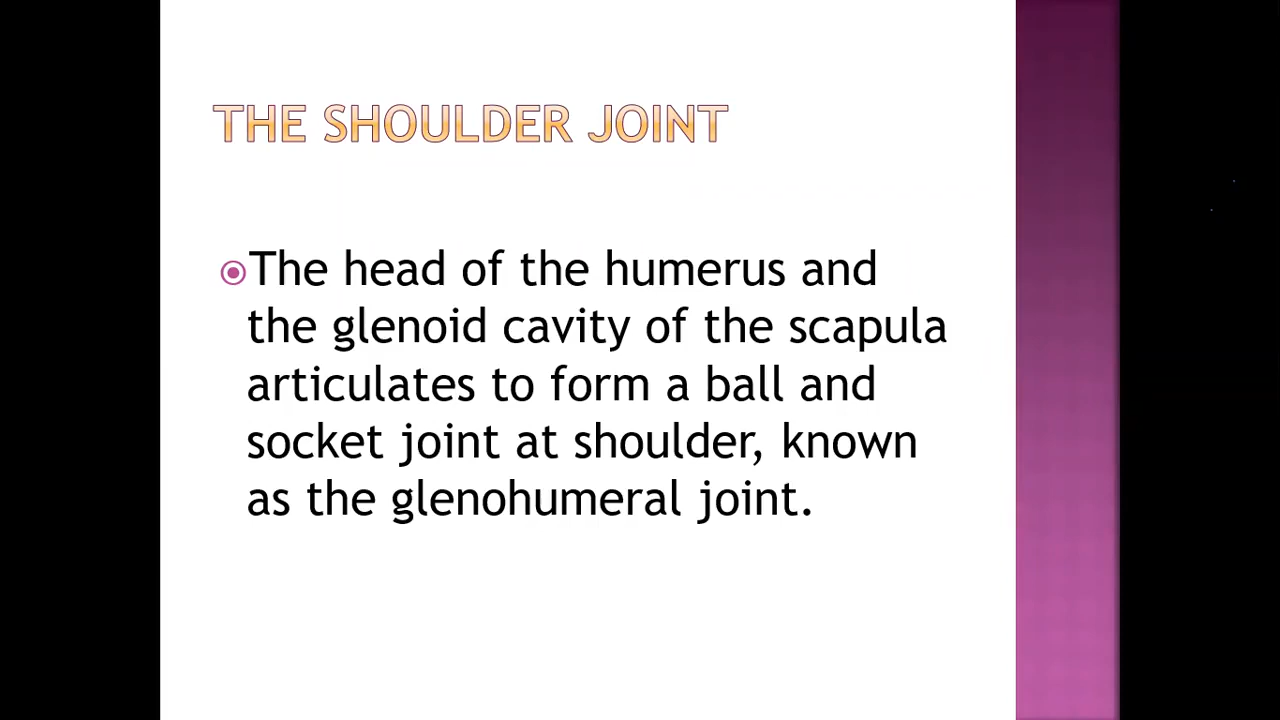 THE SHOULDER JOINT
The head of the humerus and
the glenoid cavity of the scapula
articulates to form a ball and
socket joint at shoulder, known
as the glenohumeral joint.